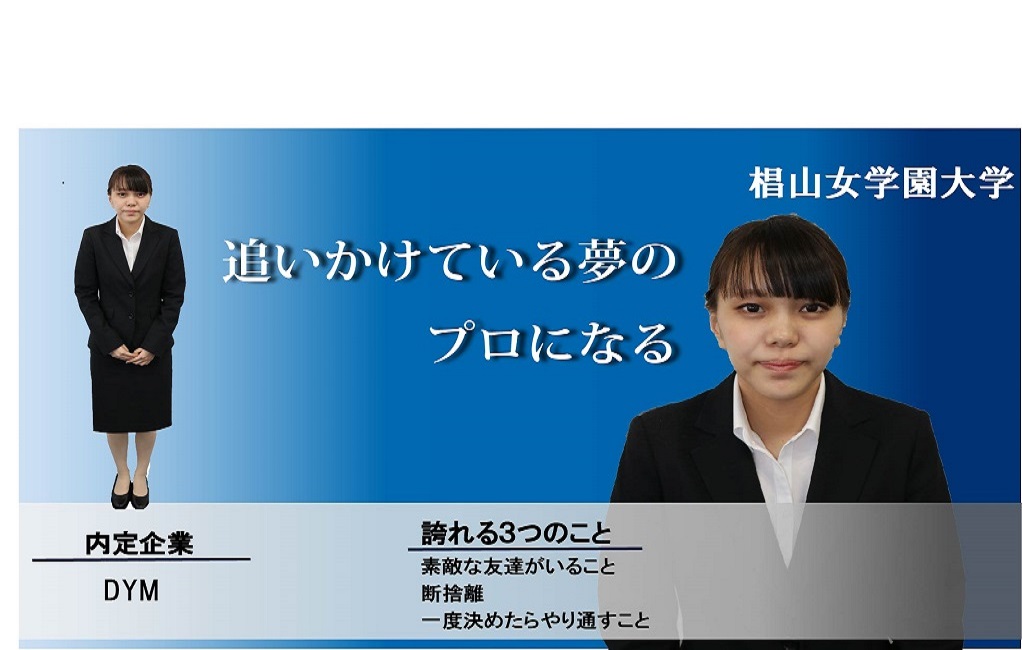 椙山女学園大学
追いかけている夢の
プロになる
内定企業
DYM
誇れる3つのこと
素敵な友達がいること
断捨離
一度決めたらやり通すこと